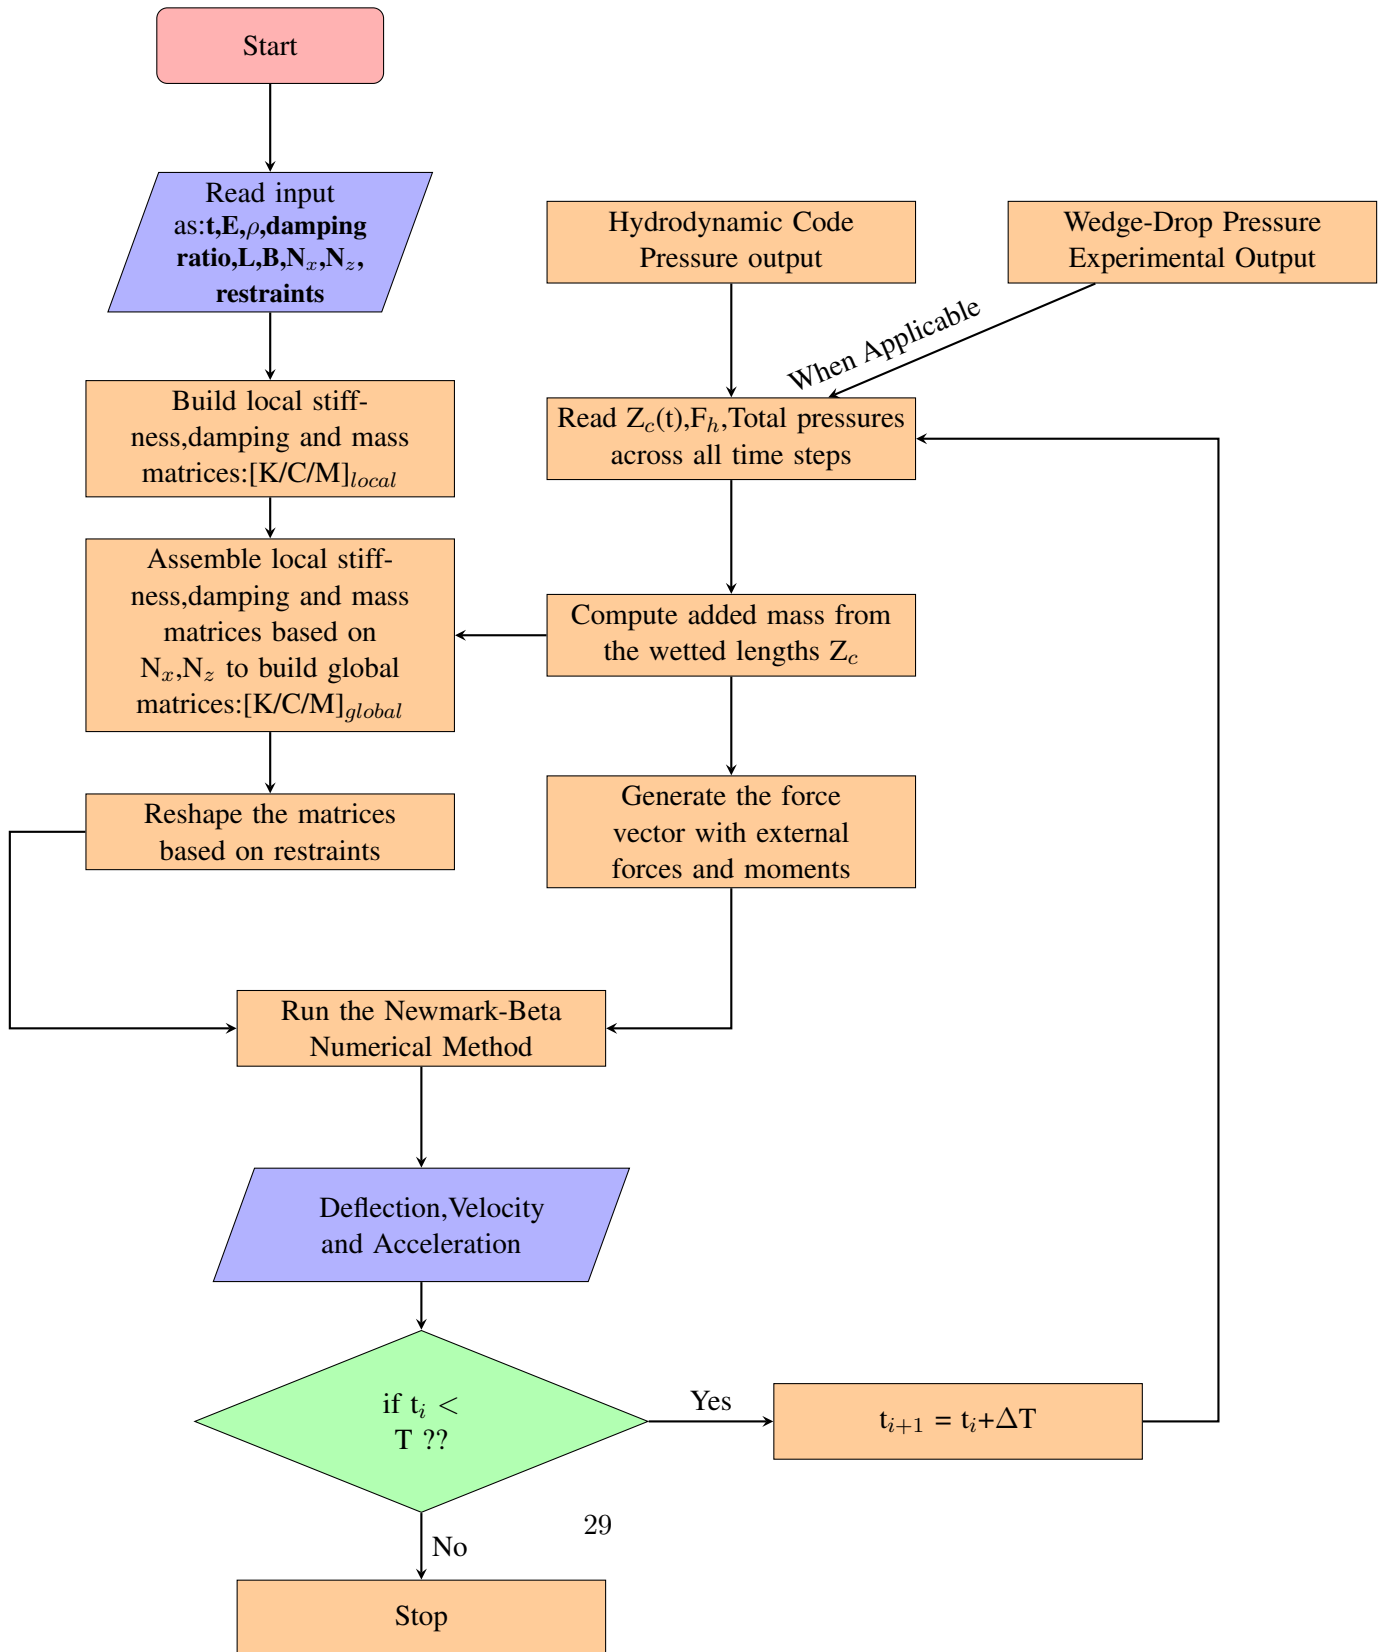 Start
Read input
as:t,E,ρ,damping
ratio,L,B,Nₓ,N_z,
restraints
Hydrodynamic Code
Pressure output
Wedge-Drop Pressure
Experimental Output
When Applicable
Build local stiff-
ness,damping and mass
matrices:[K/C/M]_local
Read Z_c(t),F_h,Total pressures
across all time steps
Assemble local stiff-
ness,damping and mass
matrices based on
Nₓ,N_z to build global
matrices:[K/C/M]_global
Compute added mass from
the wetted lengths Z_c
Reshape the matrices
based on restraints
Generate the force
vector with external
forces and moments
Run the Newmark-Beta
Numerical Method
Deflection,Velocity
and Acceleration
if t_i <
T ??
Yes
t_{i+1} = t_i+ΔT
No
29
Stop